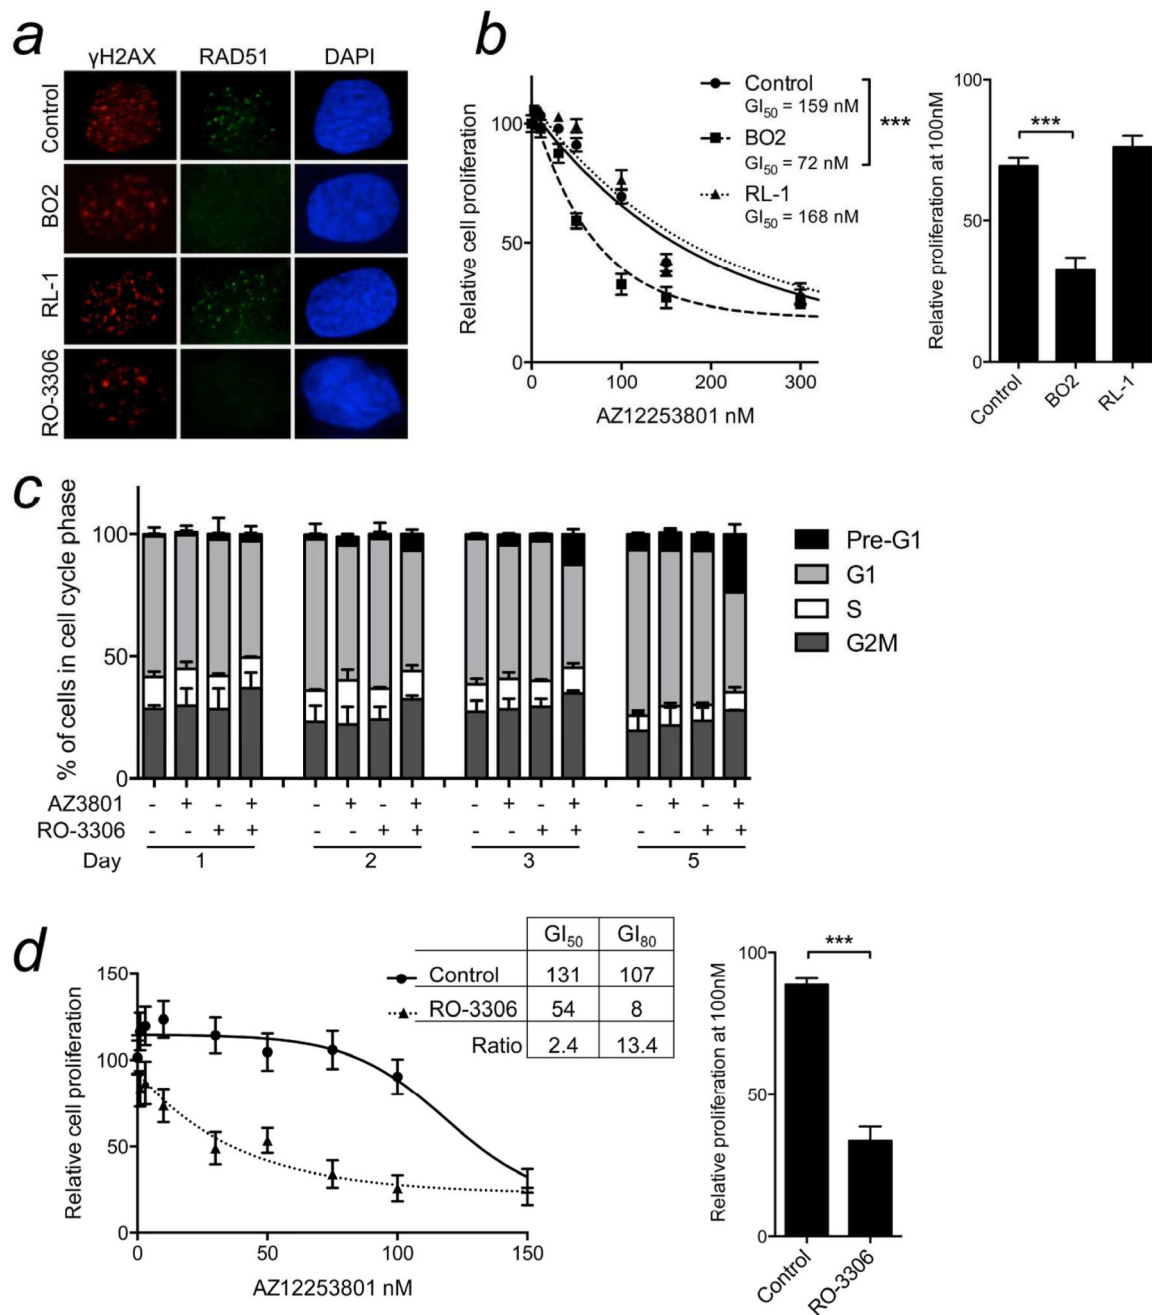 a
γH2AX RAD51 DAPI
Control
BO2
RL-1
RO-3306
b
Relative cell proliferation
100
50
0
0 100 200 300
AZ12253801 nM
Control
GI50 = 159 nM
BO2
GI50 = 72 nM
RL-1
GI50 = 168 nM
***
Relative proliferation at 100nM
100
50
0
***
Control BO2 RL-1
c
% of cells in cell cycle phase
100
50
0
AZ3801 - + - + - + - + - + - + - + - +
RO-3306 - - + + - - + + - - + + - - + +
Day 1 2 3 5
Pre-G1
G1
S
G2M
d
Relative cell proliferation
150
100
50
0
0 50 100 150
AZ12253801 nM
GI50 GI80
Control 131 107
RO-3306 54 8
Ratio 2.4 13.4
Relative proliferation at 100nM
100
50
0
***
Control RO-3306